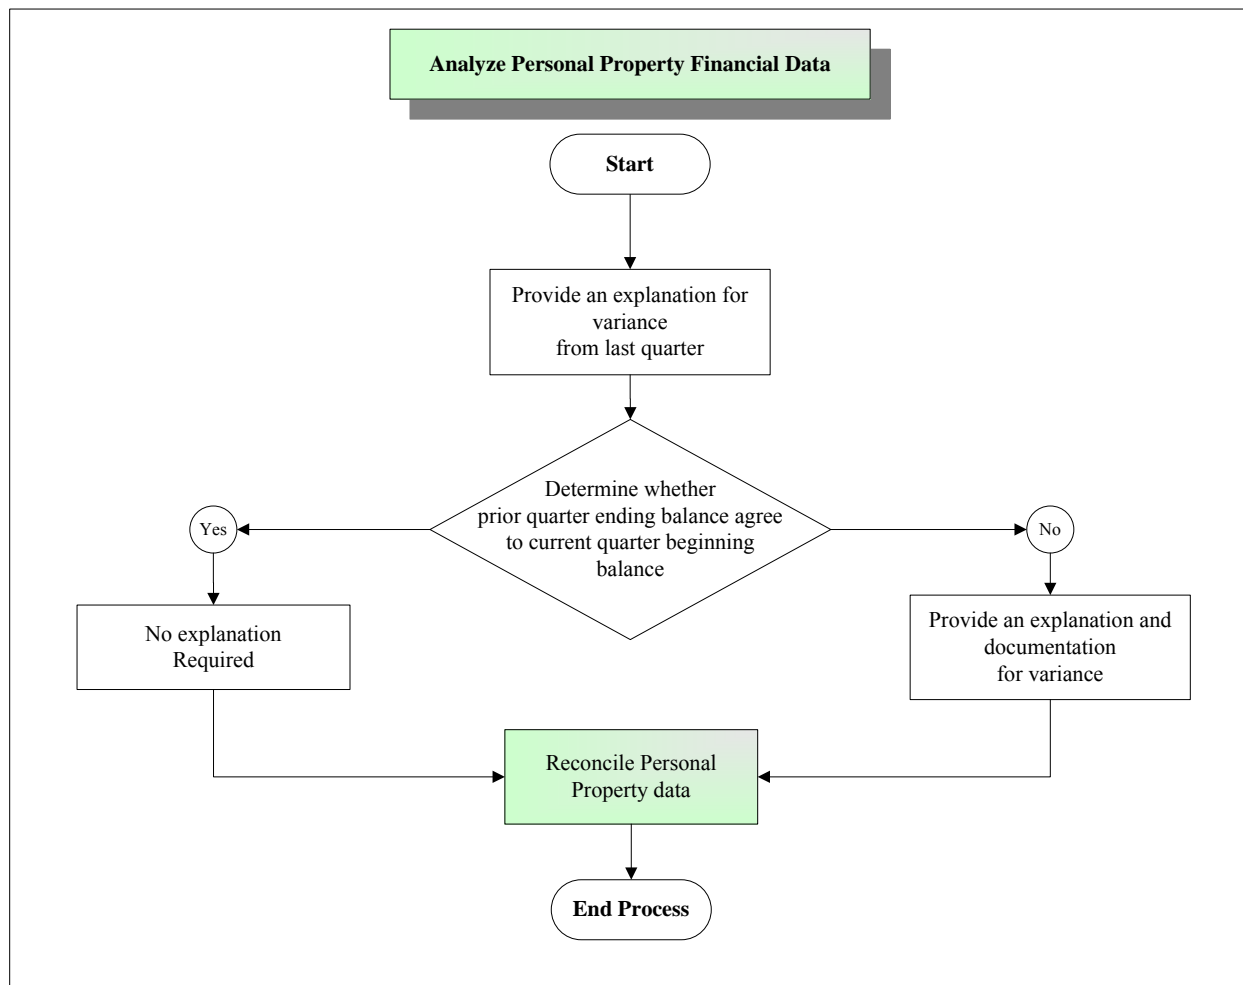 Analyze Personal Property Financial Data
Start
Provide an explanation for
variance
from last quarter
Determine whether
prior quarter ending balance agree
to current quarter beginning
balance
Yes
No
No explanation
Required
Provide an explanation and
documentation
for variance
Reconcile Personal
Property data
End Process